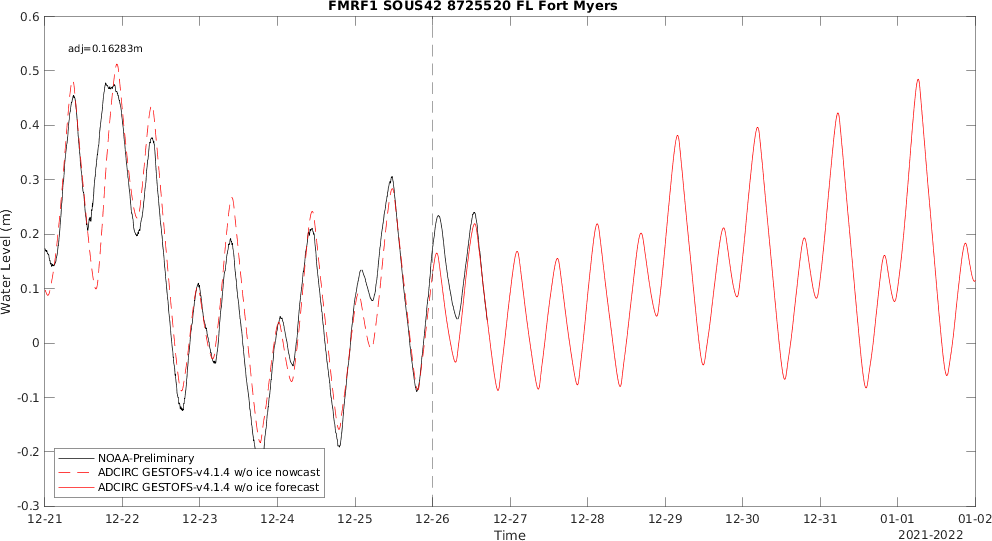 FMRF1 SOUS42 8725520 FL Fort Myers
adj=0.16283m
0.6
0.5
0.4
0.3
0.2
0.1
0
-0.1
-0.2
-0.3
Water Level (m)
NOAA-Preliminary
ADCIRC GESTOFS-v4.1.4 w/o ice nowcast
ADCIRC GESTOFS-v4.1.4 w/o ice forecast
12-21 12-22 12-23 12-24 12-25 12-26 12-27 12-28 12-29 12-30 12-31 01-01 01-02
Time
2021-2022